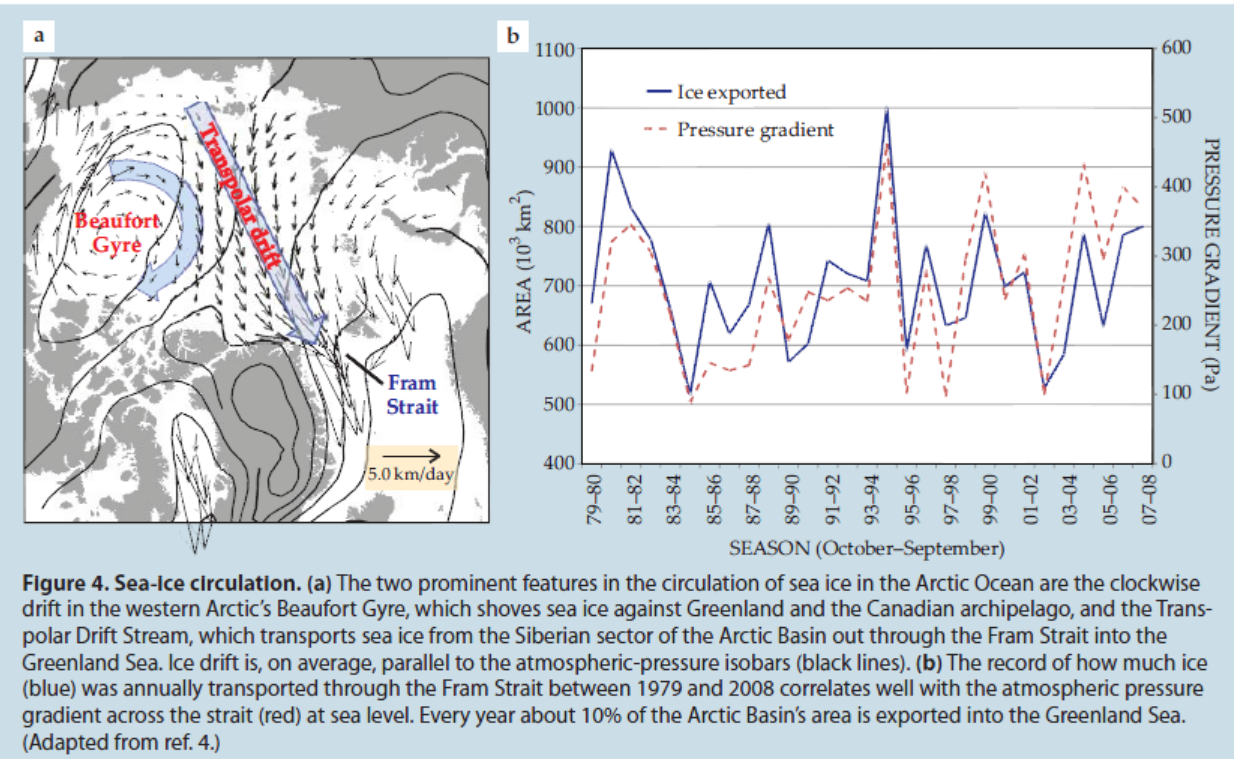 a
Beaufort
Gyre
Transpolar drift
Fram
Strait
5.0 km/day
b
1100
1000
900
800
700
600
500
400
AREA (10³ km²)
Ice exported
Pressure gradient
600
500
400
300
200
100
0
PRESSURE GRADIENT (Pa)
79–80
81–82
83–84
85–86
87–88
89–90
91–92
93–94
95–96
97–98
99–00
01–02
03–04
05–06
07–08
SEASON (October–September)
Figure 4. Sea-ice circulation. (a) The two prominent features in the circulation of sea ice in the Arctic Ocean are the clockwise
drift in the western Arctic's Beaufort Gyre, which shoves sea ice against Greenland and the Canadian archipelago, and the Trans-
polar Drift Stream, which transports sea ice from the Siberian sector of the Arctic Basin out through the Fram Strait into the
Greenland Sea. Ice drift is, on average, parallel to the atmospheric-pressure isobars (black lines). (b) The record of how much ice
(blue) was annually transported through the Fram Strait between 1979 and 2008 correlates well with the atmospheric pressure
gradient across the strait (red) at sea level. Every year about 10% of the Arctic Basin's area is exported into the Greenland Sea.
(Adapted from ref. 4.)